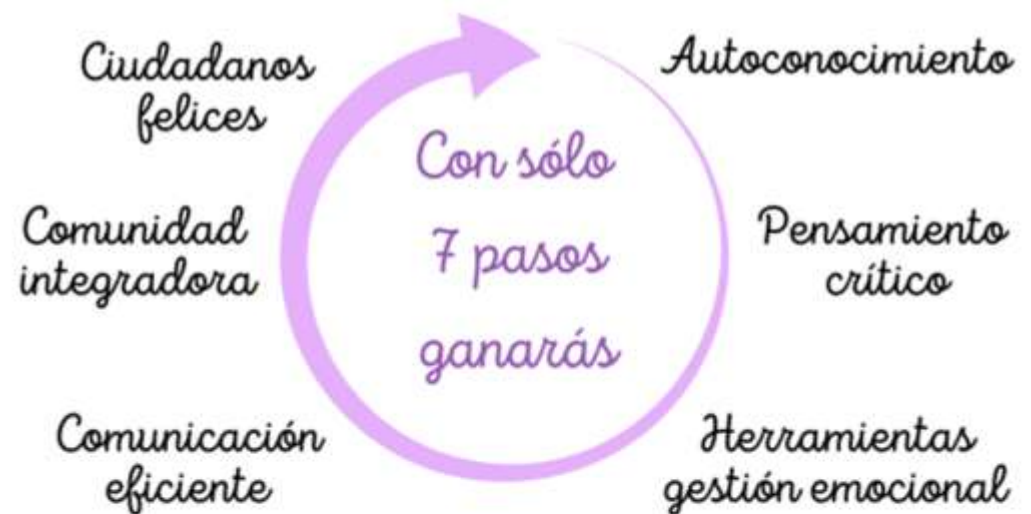 Ciudadanos
felices
Autoconocimiento
Con sólo
7 pasos
ganarás
Comunidad
integradora
Pensamiento
crítico
Comunicación
eficiente
Herramientas
gestión emocional